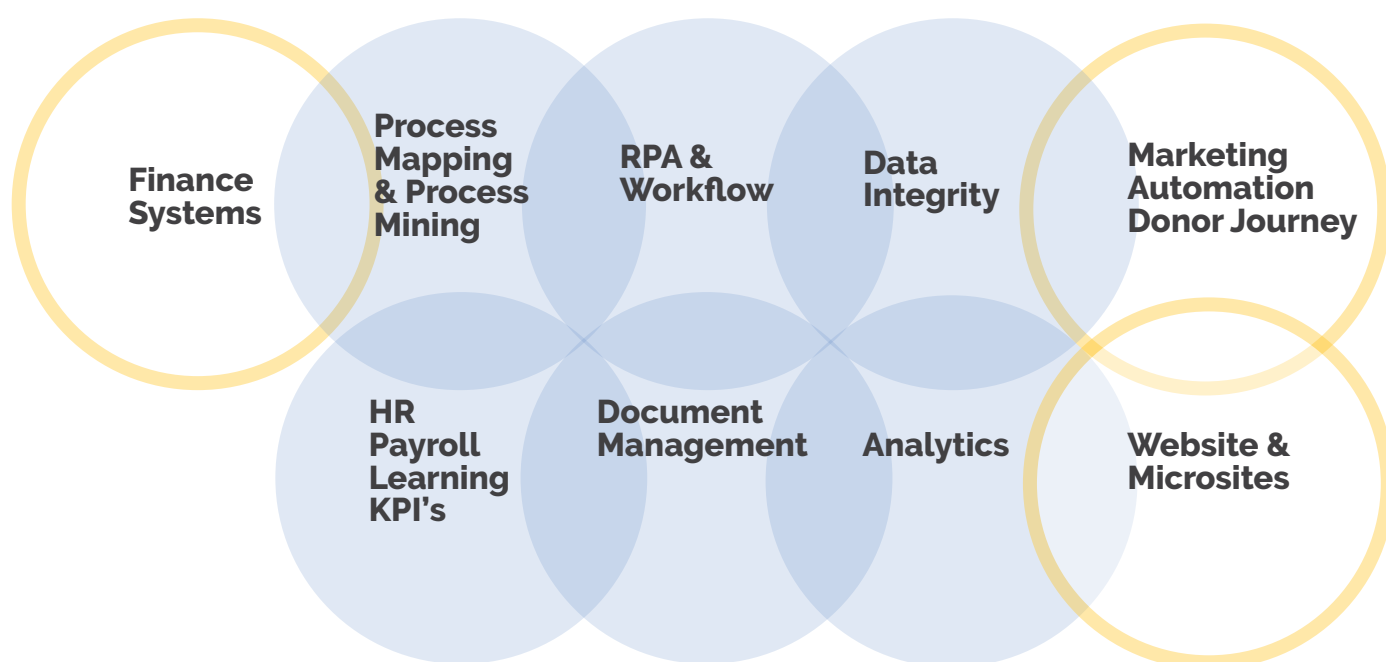 Finance
Systems
Process
Mapping
& Process
Mining
RPA &
Workflow
Data
Integrity
Marketing
Automation
Donor Journey
HR
Payroll
Learning
KPI’s
Document
Management
Analytics
Website &
Microsites